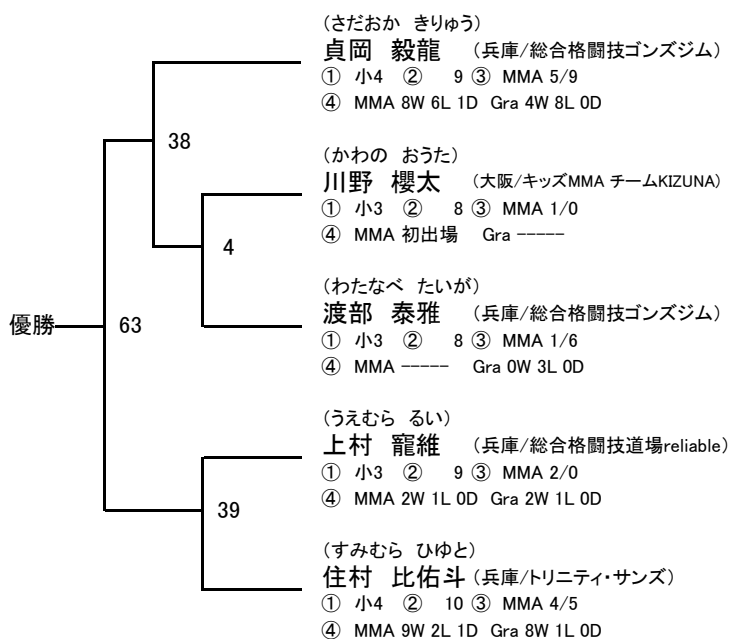 (さだおか きりゅう)
貞岡 毅龍 (兵庫/総合格闘技ゴンズジム)
① 小4 ② 9 ③ MMA 5/9
④ MMA 8W 6L 1D Gra 4W 8L 0D
38
(かわの おうた)
川野 櫻太 (大阪/キッズMMA チームKIZUNA)
① 小3 ② 8 ③ MMA 1/0
④ MMA 初出場 Gra -----
4
(わたなべ たいが)
優勝
63
渡部 泰雅 (兵庫/総合格闘技ゴンズジム)
① 小3 ② 8 ③ MMA 1/6
④ MMA ----- Gra 0W 3L 0D
(うえむら るい)
上村 寵維 (兵庫/総合格闘技道場reliable)
① 小3 ② 9 ③ MMA 2/0
④ MMA 2W 1L 0D Gra 2W 1L 0D
39
(すみむら ひゆと)
住村 比佑斗 (兵庫/トリニティ・サンズ)
① 小4 ② 10 ③ MMA 4/5
④ MMA 9W 2L 1D Gra 8W 1L 0D